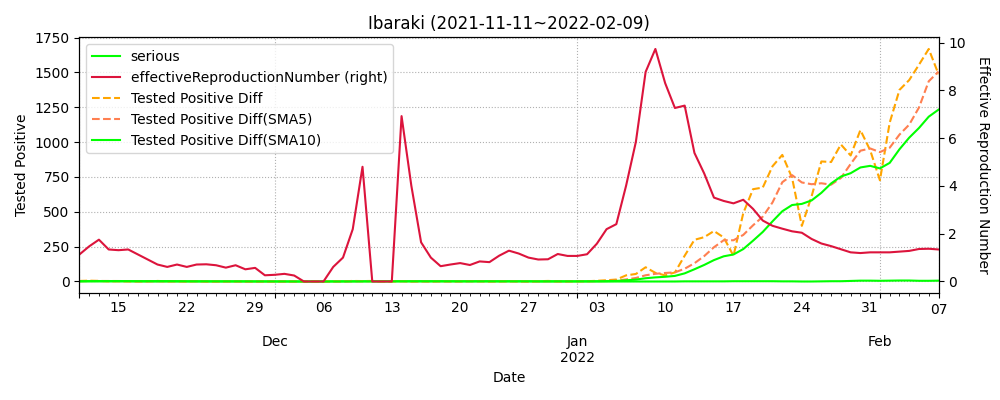 Ibaraki (2021-11-11~2022-02-09)
serious
effectiveReproductionNumber (right)
Tested Positive Diff
Tested Positive Diff(SMA5)
Tested Positive Diff(SMA10)
Tested Positive
1750
1500
1250
1000
750
500
250
0
10
8
6
4
2
0
Effective Reproduction Number
15 22 29 06 13 20 27 03 10 17 24 31 07
Dec Jan Feb
2022
Date